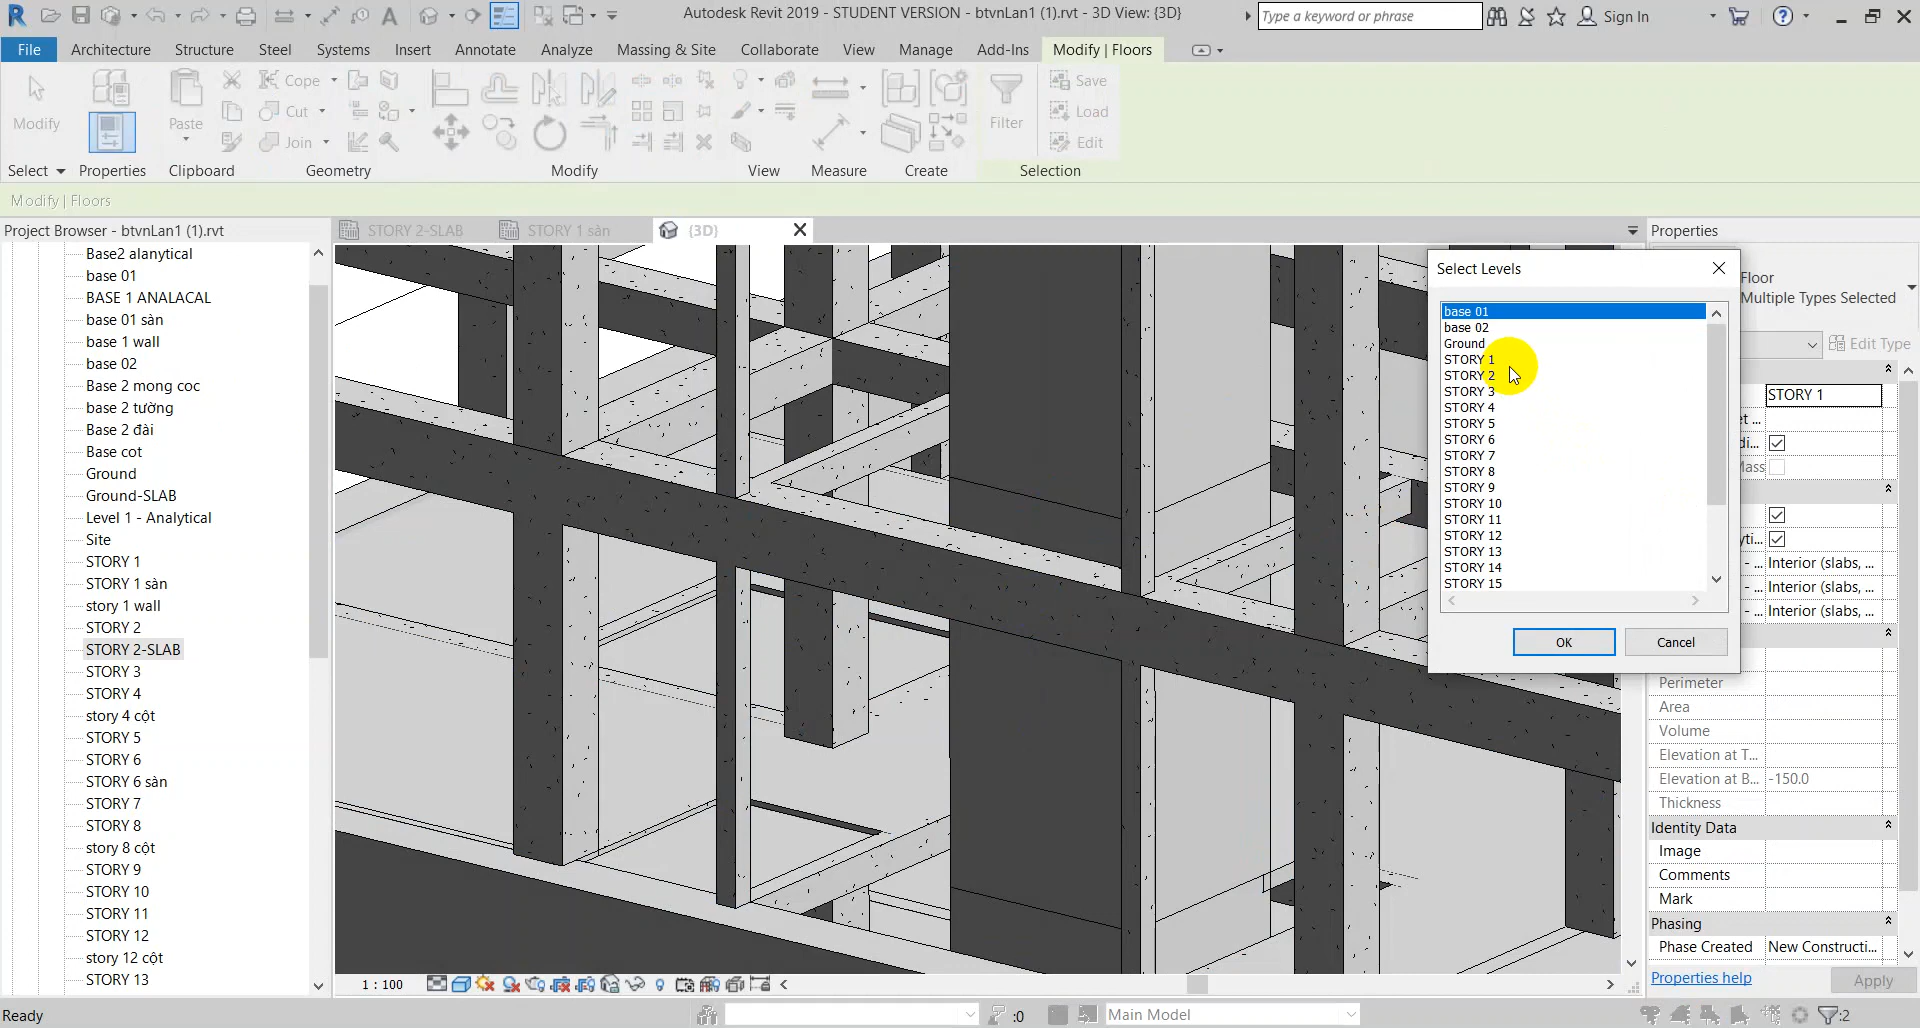 Autodesk Revit 2019 - STUDENT VERSION - btvnLan1 (1).rvt - 3D View: {3D}
Type a keyword or phrase
Sign In
File
Architecture
Structure
Steel
Systems
Insert
Annotate
Analyze
Massing & Site
Collaborate
View
Manage
Add-Ins
Modify | Floors
Modify
Paste
Cope
Cut
Join
Filter
Save
Load
Edit
Select
Properties
Clipboard
Geometry
Modify
View
Measure
Create
Selection
Modify | Floors
Project Browser - btvnLan1 (1).rvt
Base2 alanytical
base 01
BASE 1 ANALACAL
base 01 sàn
base 1 wall
base 02
Base 2 mong coc
base 2 tường
Base 2 đài
Base cot
Ground
Ground-SLAB
Level 1 - Analytical
Site
STORY 1
STORY 1 sàn
story 1 wall
STORY 2
STORY 2-SLAB
STORY 3
STORY 4
story 4 cột
STORY 5
STORY 6
STORY 6 sàn
STORY 7
STORY 8
story 8 cột
STORY 9
STORY 10
STORY 11
STORY 12
story 12 cột
STORY 13
STORY 2-SLAB
STORY 1 sàn
{3D}
Select Levels
base 01
base 02
Ground
STORY 1
STORY 2
STORY 3
STORY 4
STORY 5
STORY 6
STORY 7
STORY 8
STORY 9
STORY 10
STORY 11
STORY 12
STORY 13
STORY 14
STORY 15
OK
Cancel
Properties
Floor
Multiple Types Selected
Edit Type
STORY 1
et ...
di...
Mass
yti...
- ... Interior (slabs, ...
- ... Interior (slabs, ...
- ... Interior (slabs, ...
Perimeter
Area
Volume
Elevation at T...
Elevation at B... -150.0
Thickness
Identity Data
Image
Comments
Mark
Phasing
Phase Created New Constructi...
Properties help
Apply
1 : 100
Ready
:0
Main Model
:2